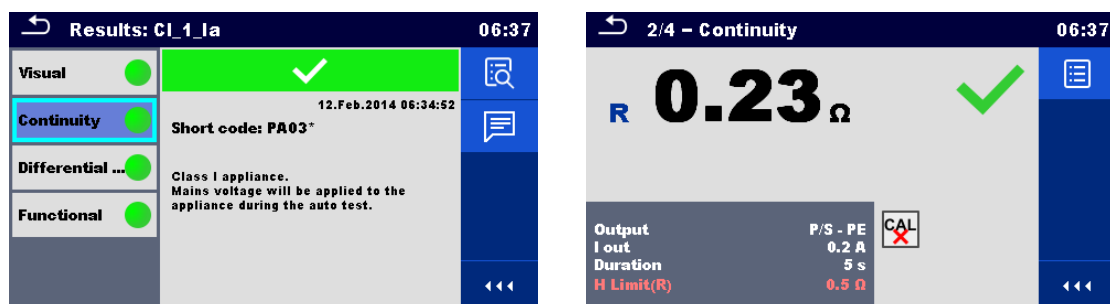 Results: Cl_1_Ia 06:37
Visual
Continuity
Differential ...
Functional
12.Feb.2014 06:34:52
Short code: PA03*
Class I appliance.
Mains voltage will be applied to the
appliance during the auto test.
2/4 – Continuity 06:37
R 0.23 Ω
Output P/S - PE
I out 0.2 A
Duration 5 s
H Limit(R) 0.5 Ω
CAL